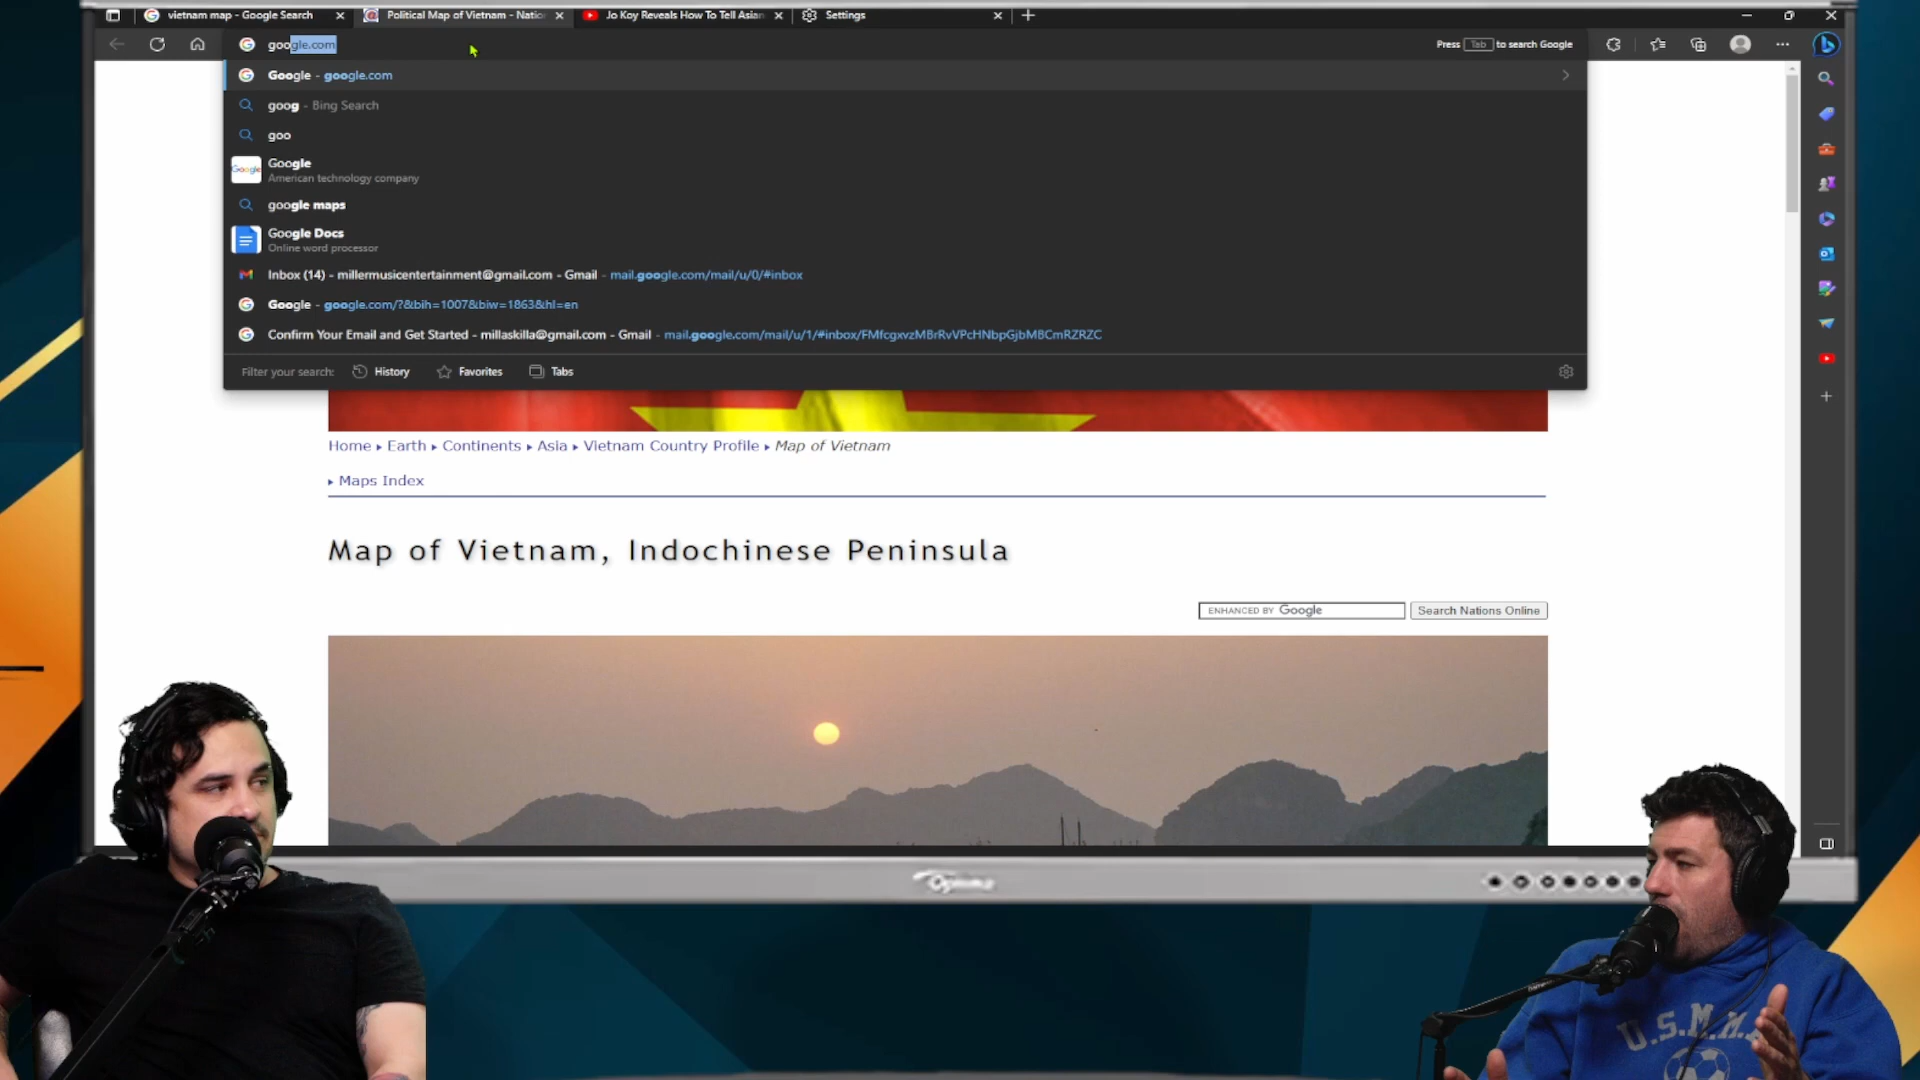 vietnam map - Google Search
Political Map of Vietnam - Natio
Jo Koy Reveals How To Tell Asian
Settings
google.com
Press Tab to search Google
Google - google.com
goog - Bing Search
goo
Google
Google
American technology company
google maps
Google Docs
Online word processor
Inbox (14) - millermusicentertainment@gmail.com - Gmail - mail.google.com/mail/u/0/#inbox
Google - google.com/?&bih=1007&biw=1863&hl=en
Confirm Your Email and Get Started - millaskilla@gmail.com - Gmail - mail.google.com/mail/u/1/#inbox/FMfcgxvzMBrRvVPcHNbpGjbMBCmRZRZC
Filter your search: History Favorites Tabs
Home ▸ Earth ▸ Continents ▸ Asia ▸ Vietnam Country Profile ▸ Map of Vietnam
▸ Maps Index
Map of Vietnam, Indochinese Peninsula
ENHANCED BY Google
Search Nations Online
U.S.M.M.